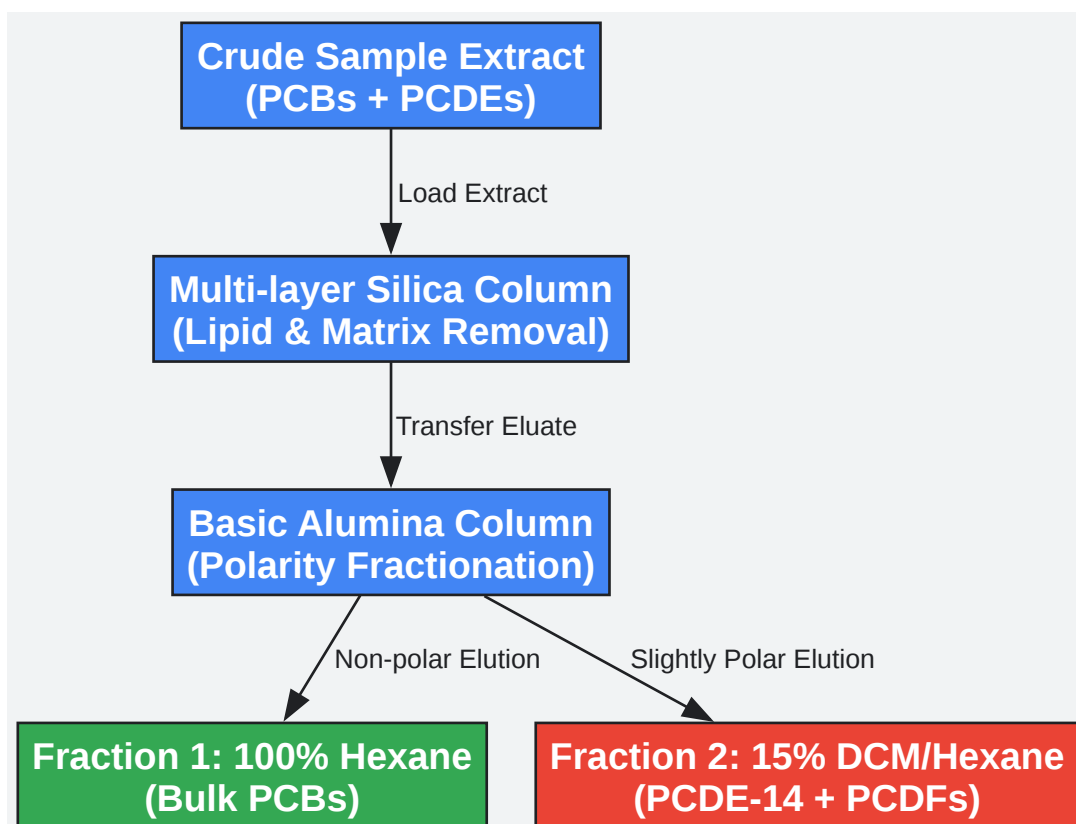 Crude Sample Extract
(PCBs + PCDEs)
Load Extract
Multi-layer Silica Column
(Lipid & Matrix Removal)
Transfer Eluate
Basic Alumina Column
(Polarity Fractionation)
Non-polar Elution
Slightly Polar Elution
Fraction 1: 100% Hexane
(Bulk PCBs)
Fraction 2: 15% DCM/Hexane
(PCDE-14 + PCDFs)